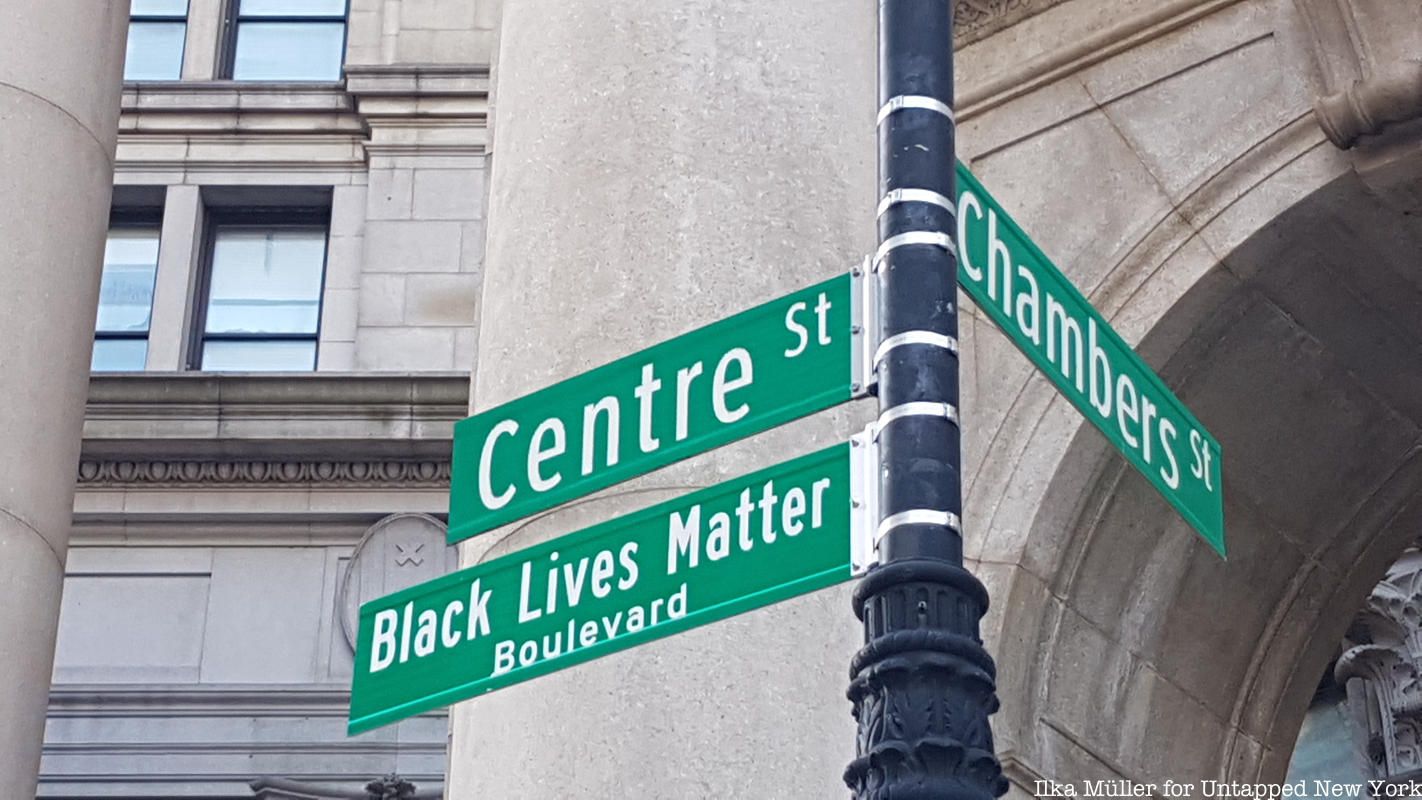 Centre St
Black Lives Matter
Boulevard
Chambers St
Ilka Müller for Untapped New York